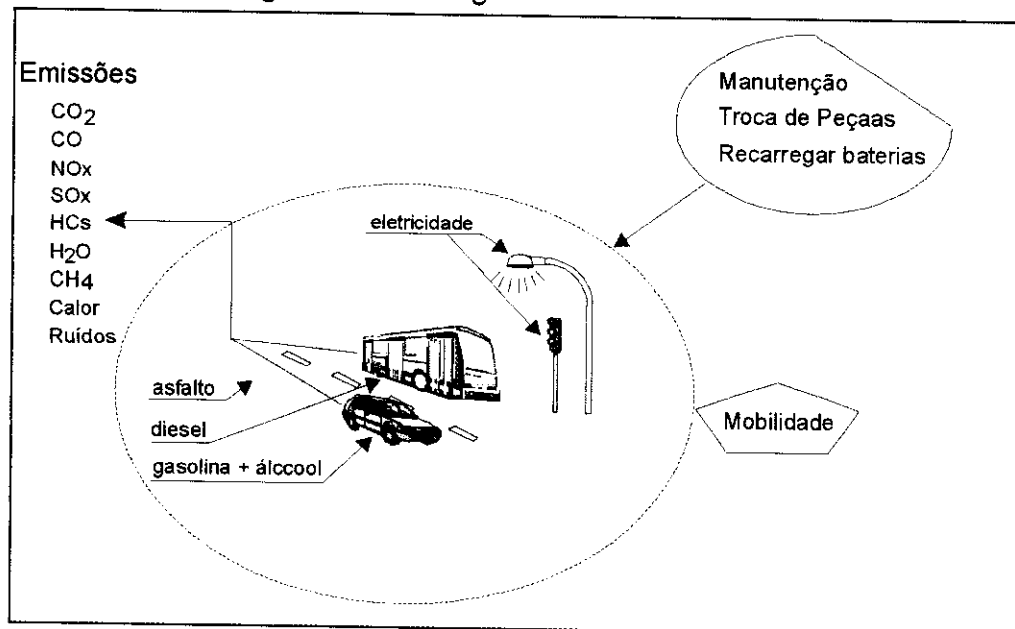 Emissões
CO2
CO
NOx
SOx
HCs
H2O
CH4
Calor
Ruídos
Manutenção
Troca de Peçaas
Recarregar baterias
eletricidade
asfalto
diesel
gasolina + álccool
Mobilidade